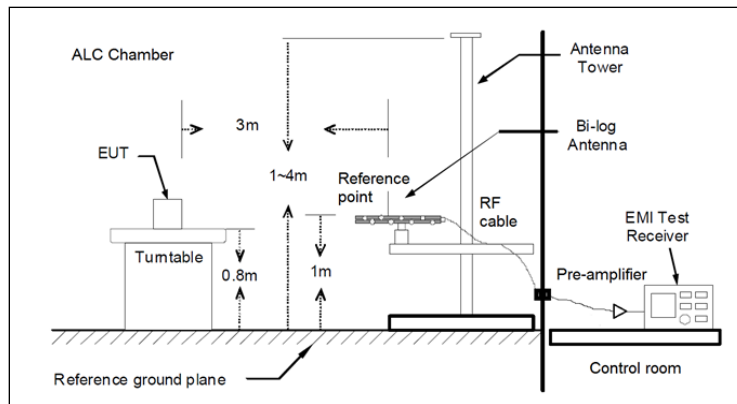 ALC Chamber
Antenna
Tower
3m
Bi-log
Antenna
EUT
1~4m
Reference
point
RF
cable
EMI Test
Receiver
Turntable
0.8m
1m
Pre-amplifier
Reference ground plane
Control room